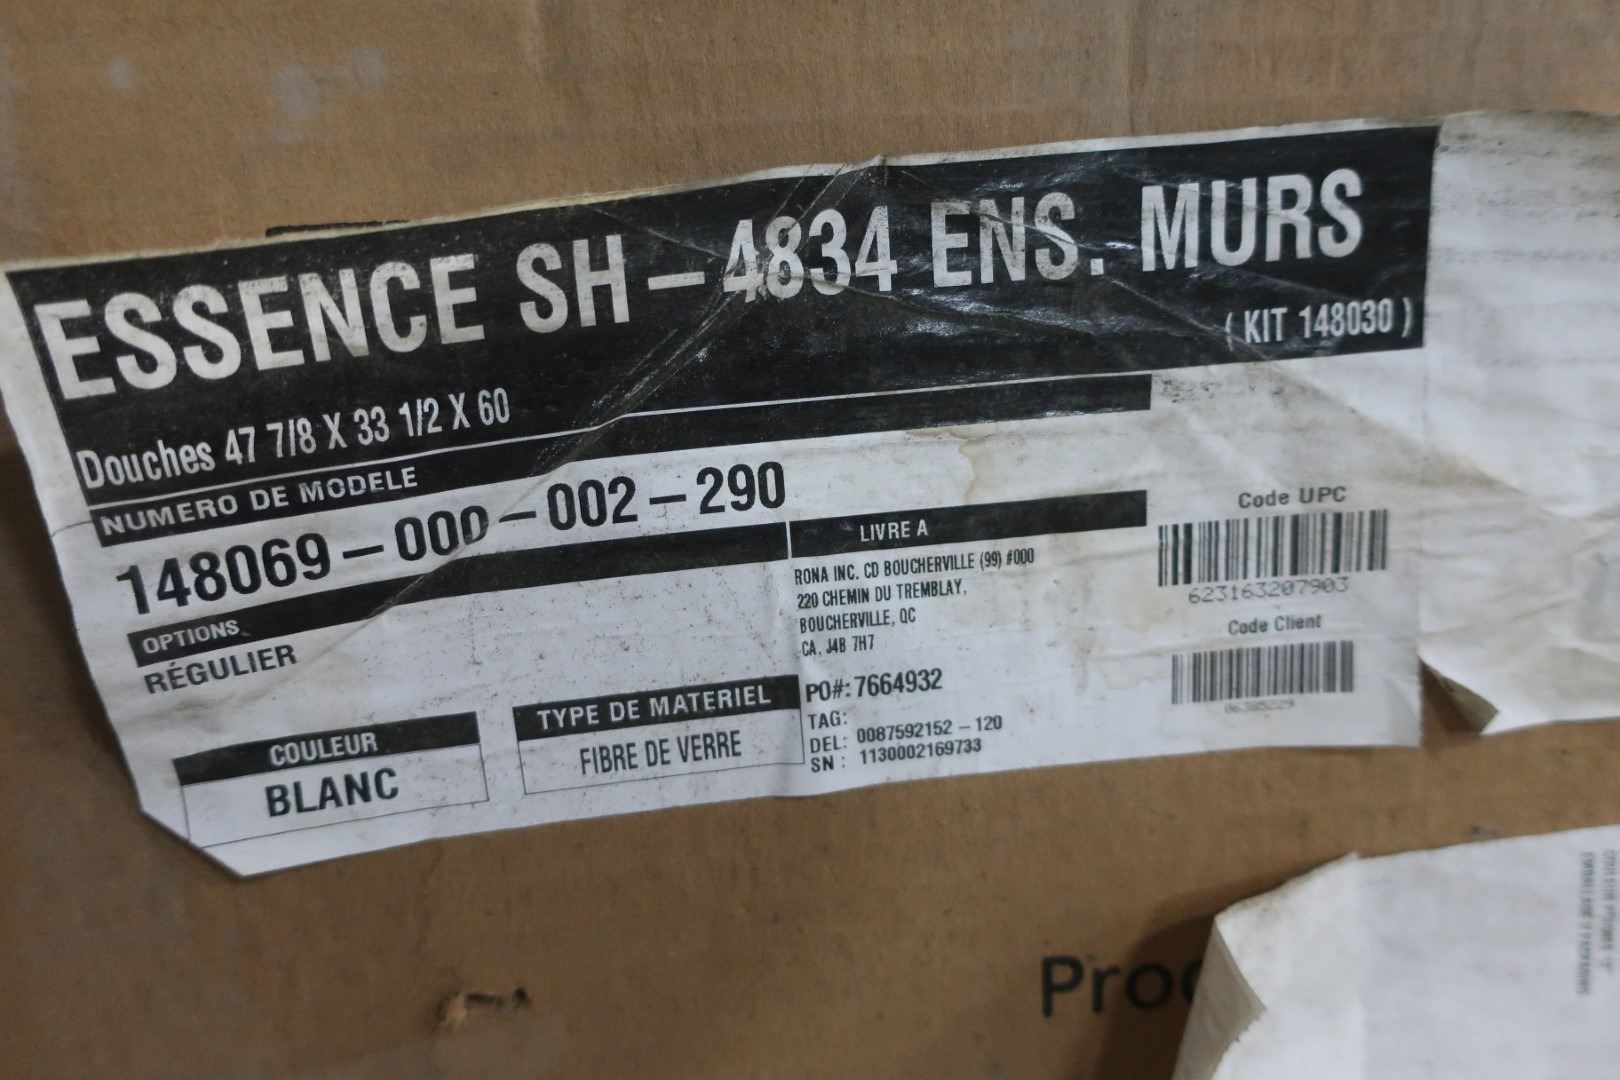 ESSENCE SH-4834 ENS. MURS
( KIT 148030 )
Douches 47 7/8 X 33 1/2 X 60
NUMERO DE MODELE
148069-000-002-290
OPTIONS
RÉGULIER
COULEUR
BLANC
TYPE DE MATERIEL
FIBRE DE VERRE
LIVRE A
RONA INC. CD BOUCHERVILLE (99) #000
220 CHEMIN DU TREMBLAY,
BOUCHERVILLE, QC
CA, J4B 7H7
PO#: 7664932
TAG:
DEL: 0087592152 - 120
SN : 1130002169733
Code UPC
623163207903
Code Client